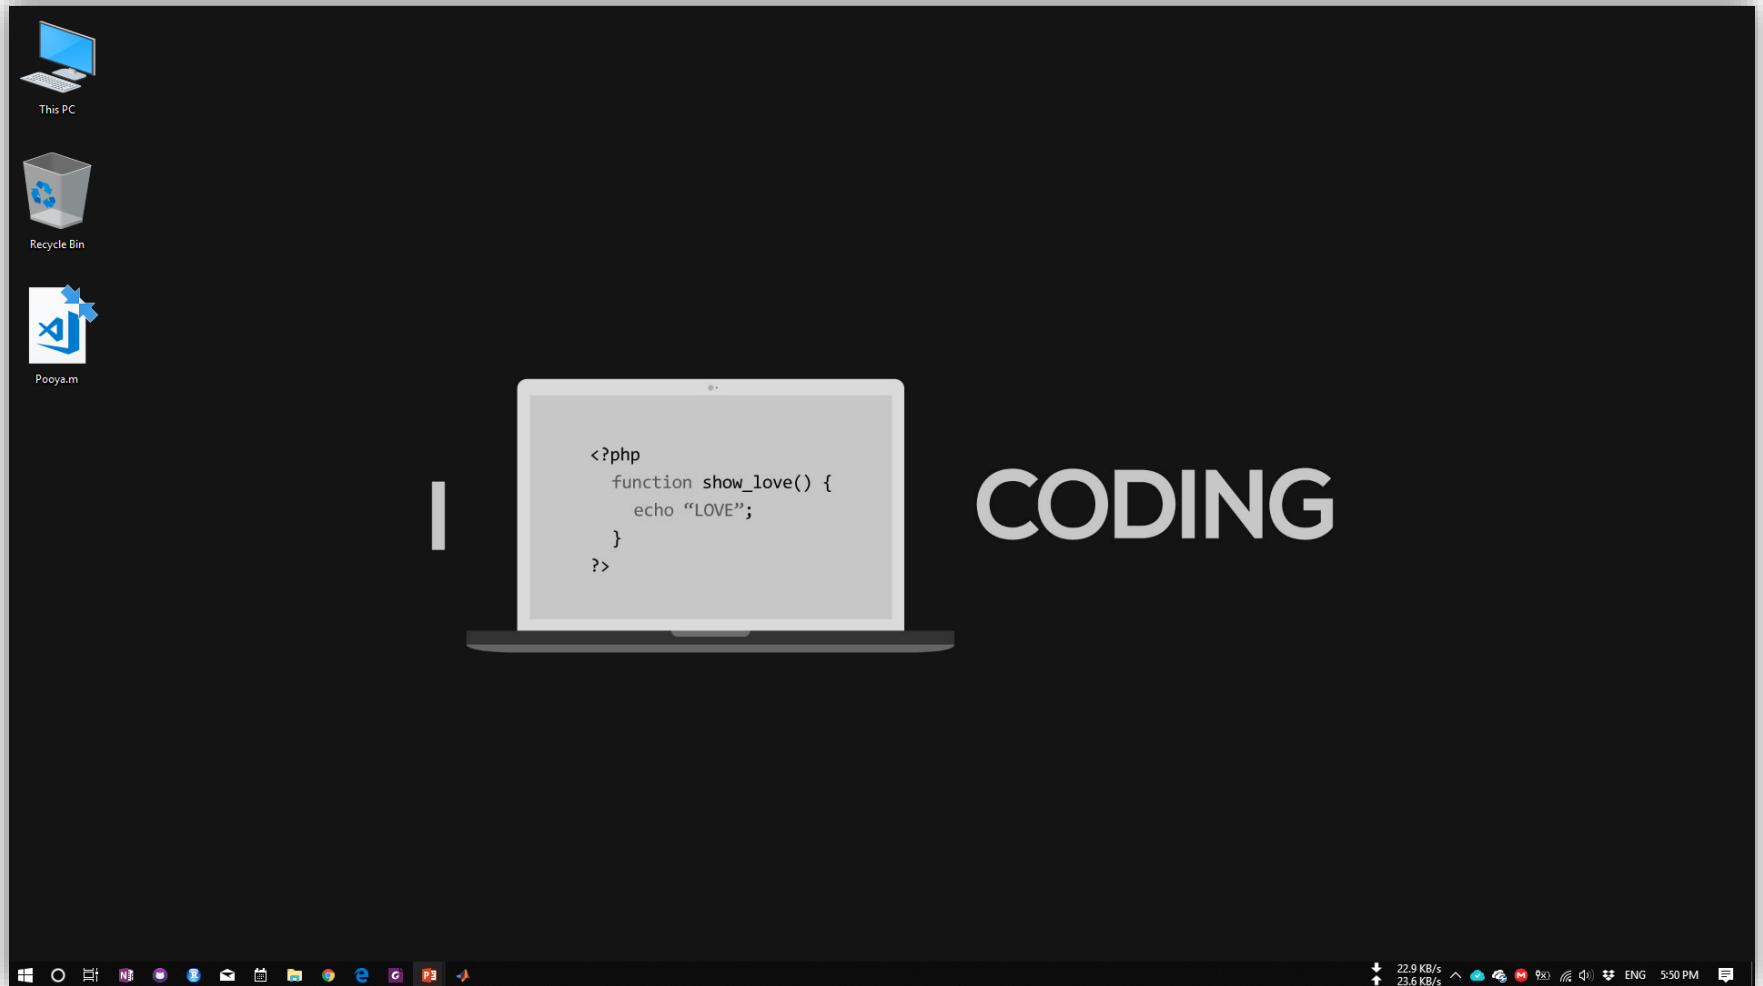 This PC
Recycle Bin
Pooya.m
I
<?php
function show_love() {
echo “LOVE”;
}
?>
CODING
22.9 KB/s
23.6 KB/s
ENG
5:50 PM